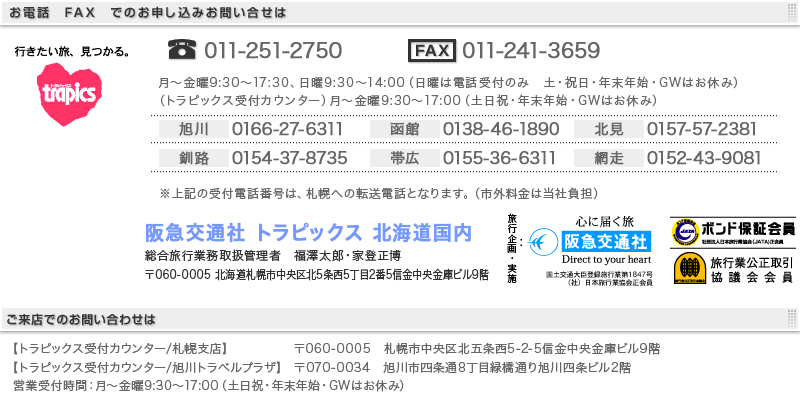 お電話　FAX　でのお申し込みお問い合せは
行きたい旅、見つかる。
トラピックス
trapics
011-251-2750
FAX 011-241-3659
月～金曜9:30～17:30、日曜9:30～14:00（日曜は電話受付のみ　土・祝日・年末年始・GWはお休み）
（トラピックス受付カウンター）月～金曜9:30～17:00（土日祝・年末年始・GWはお休み）
旭川 0166-27-6311 函館 0138-46-1890 北見 0157-57-2381
釧路 0154-37-8735 帯広 0155-36-6311 網走 0152-43-9081
※上記の受付電話番号は、札幌への転送電話となります。（市外料金は当社負担）
阪急交通社 トラピックス 北海道国内
総合旅行業務取扱管理者　福澤太郎・家登正博
〒060-0005 北海道札幌市中央区北5条西5丁目2番5信金中央金庫ビル9階
旅行企画・実施：
心に届く旅
阪急交通社
Direct to your heart
国土交通大臣登録旅行業第1847号
（社）日本旅行業協会正会員
JATA
ボンド保証会員
社団法人日本旅行業協会(JATA)正会員
旅行業公正取引
協議会会員
ご来店でのお問い合わせは
【トラピックス受付カウンター/札幌支店】　〒060-0005　札幌市中央区北五条西5-2-5信金中央金庫ビル9階
【トラピックス受付カウンター/旭川トラベルプラザ】　〒070-0034　旭川市四条通8丁目緑橋通り旭川四条ビル2階
営業受付時間：月～金曜9:30～17:00（土日祝・年末年始・GWはお休み）